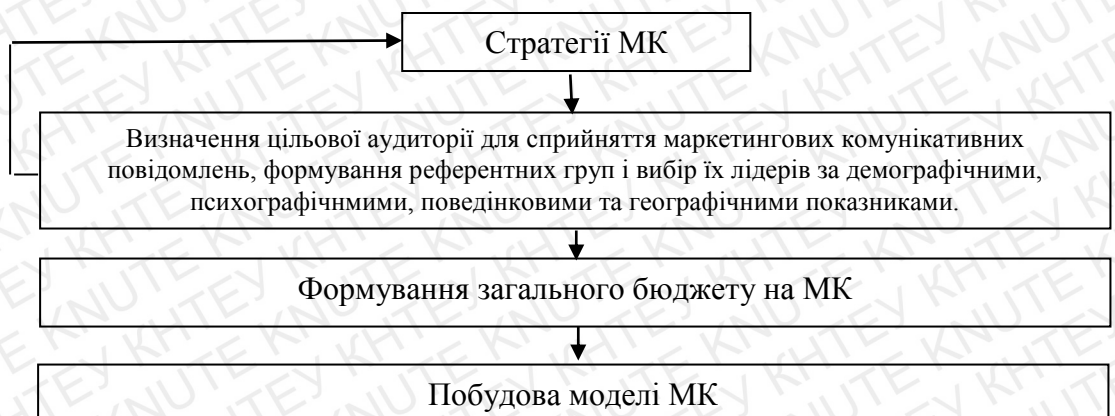 Стратегії МК
Визначення цільової аудиторії для сприйняття маркетингових комунікативних
повідомлень, формування референтних груп і вибір їх лідерів за демографічними,
психографічнмими, поведінковими та географічними показниками.
Формування загального бюджету на МК
Побудова моделі МК